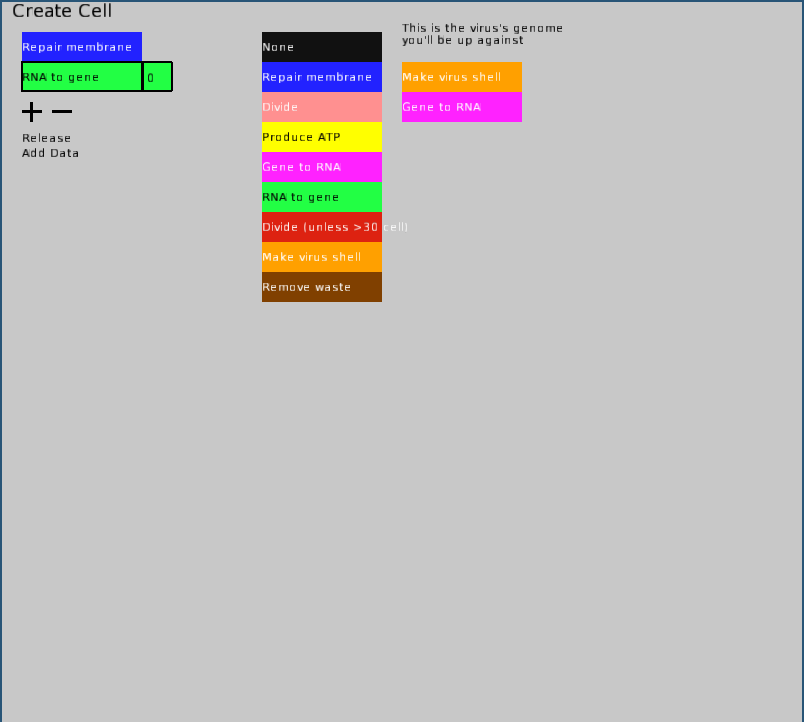 Create Cell
Repair membrane
RNA to gene 0
+ −
Release
Add Data
None
Repair membrane
Divide
Produce ATP
Gene to RNA
RNA to gene
Divide (unless >30 cell)
Make virus shell
Remove waste
This is the virus's genome
you'll be up against
Make virus shell
Gene to RNA